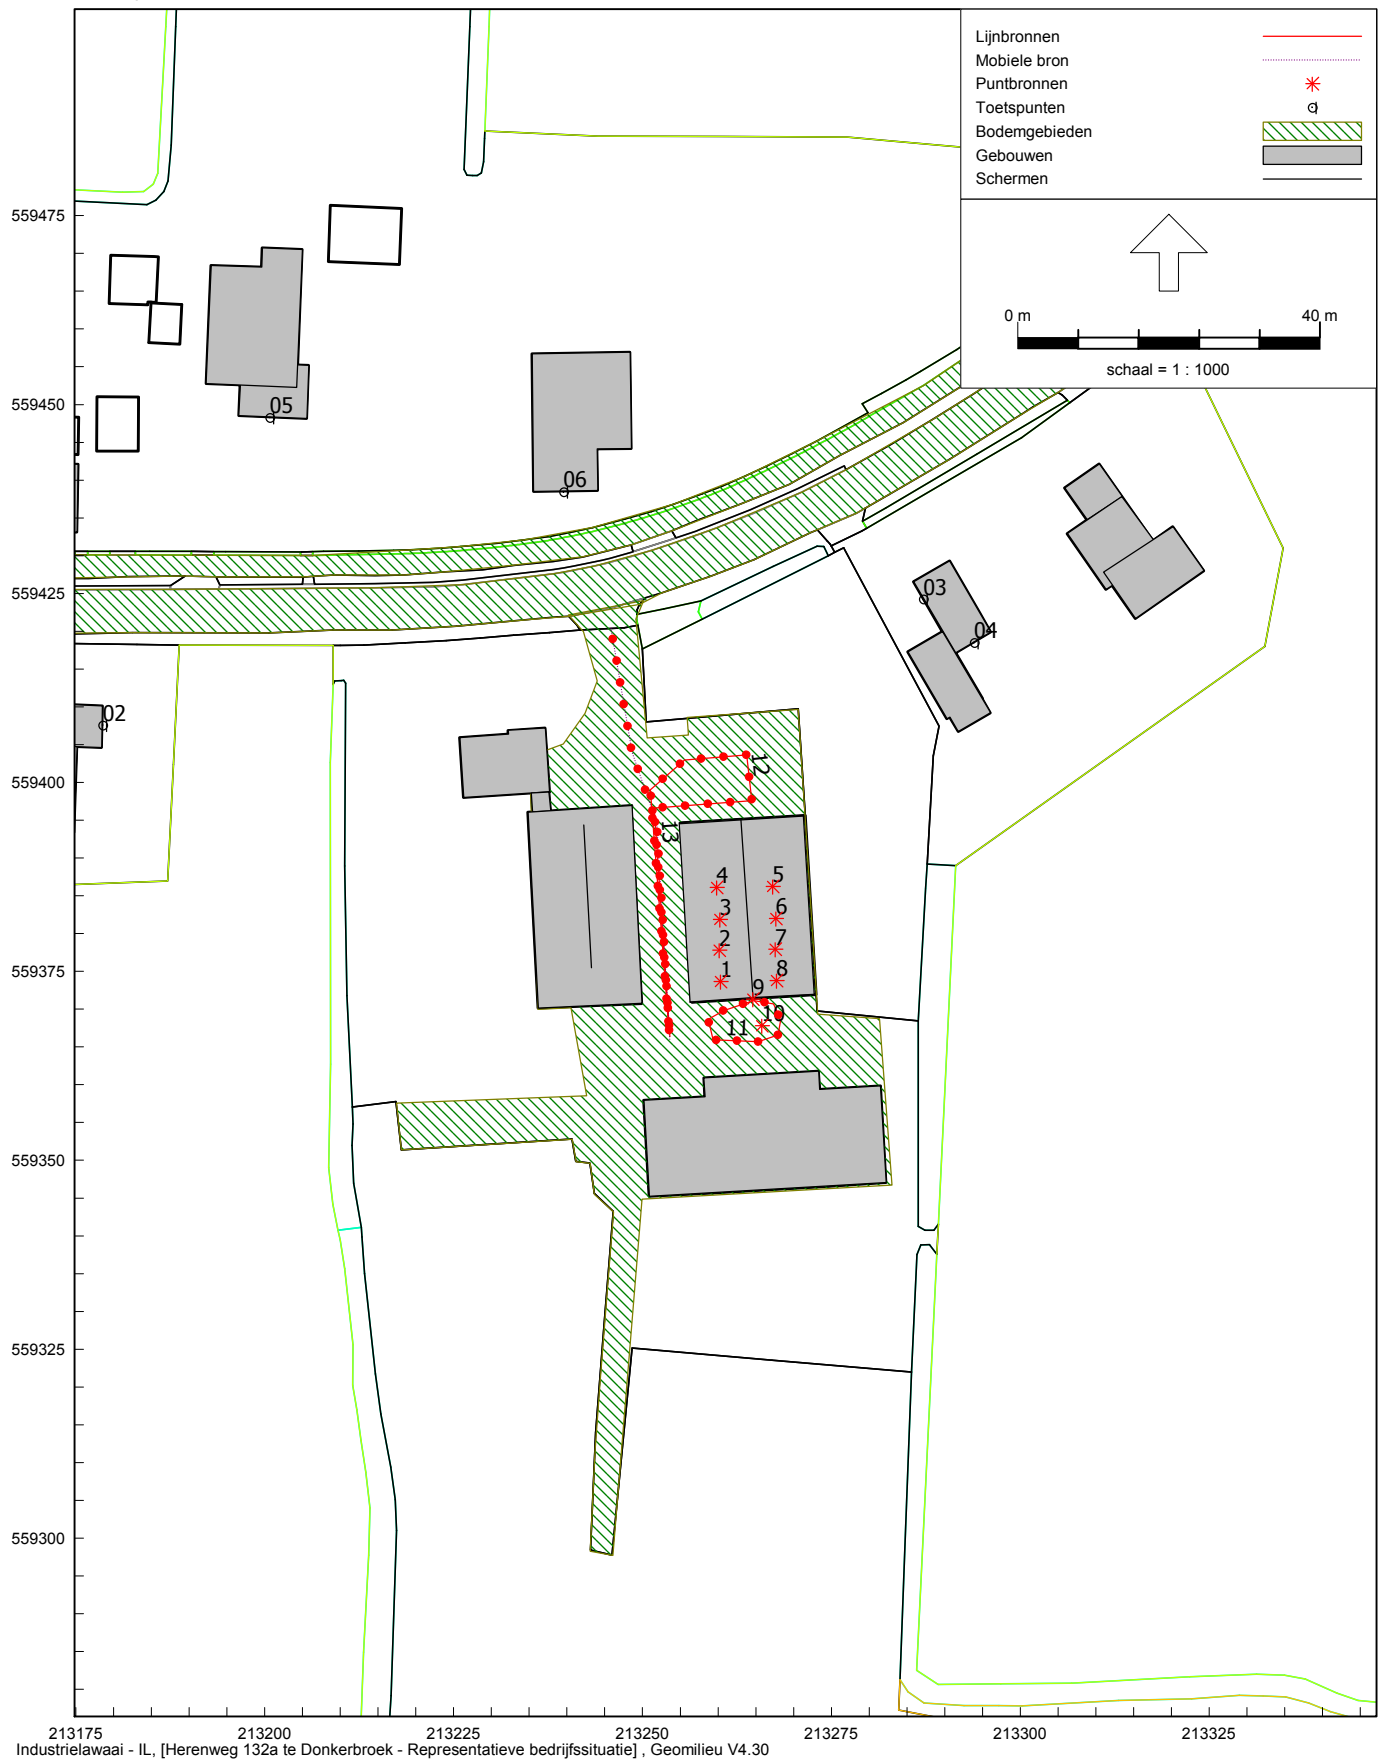 Lijnbronnen
Mobiele bron
Puntbronnen
Toetspunten
Bodemgebieden
Gebouwen
Schermen
0 m 40 m
schaal = 1 : 1000
559475
559450
559425
559400
559375
559350
559325
559300
05
06
03
04
02
12
13
4 5
3 6
2 7
1 8
9
10
11
213175 213200 213225 213250 213275 213300 213325
Industrielawaai - IL, [Herenweg 132a te Donkerbroek - Representatieve bedrijfssituatie] , Geomilieu V4.30